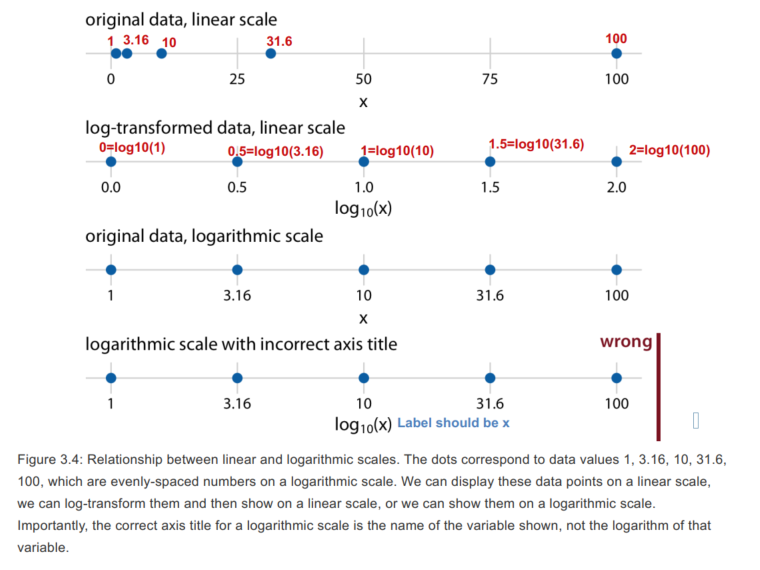 original data, linear scale
1 3.16 10 31.6 100
0 25 50 75 100
x
log-transformed data, linear scale
0=log10(1) 0.5=log10(3.16) 1=log10(10) 1.5=log10(31.6) 2=log10(100)
0.0 0.5 1.0 1.5 2.0
log₁₀(x)
original data, logarithmic scale
1 3.16 10 31.6 100
x
logarithmic scale with incorrect axis title wrong
1 3.16 10 31.6 100
log₁₀(x) Label should be x
Figure 3.4: Relationship between linear and logarithmic scales. The dots correspond to data values 1, 3.16, 10, 31.6,
100, which are evenly-spaced numbers on a logarithmic scale. We can display these data points on a linear scale,
we can log-transform them and then show on a linear scale, or we can show them on a logarithmic scale.
Importantly, the correct axis title for a logarithmic scale is the name of the variable shown, not the logarithm of that
variable.